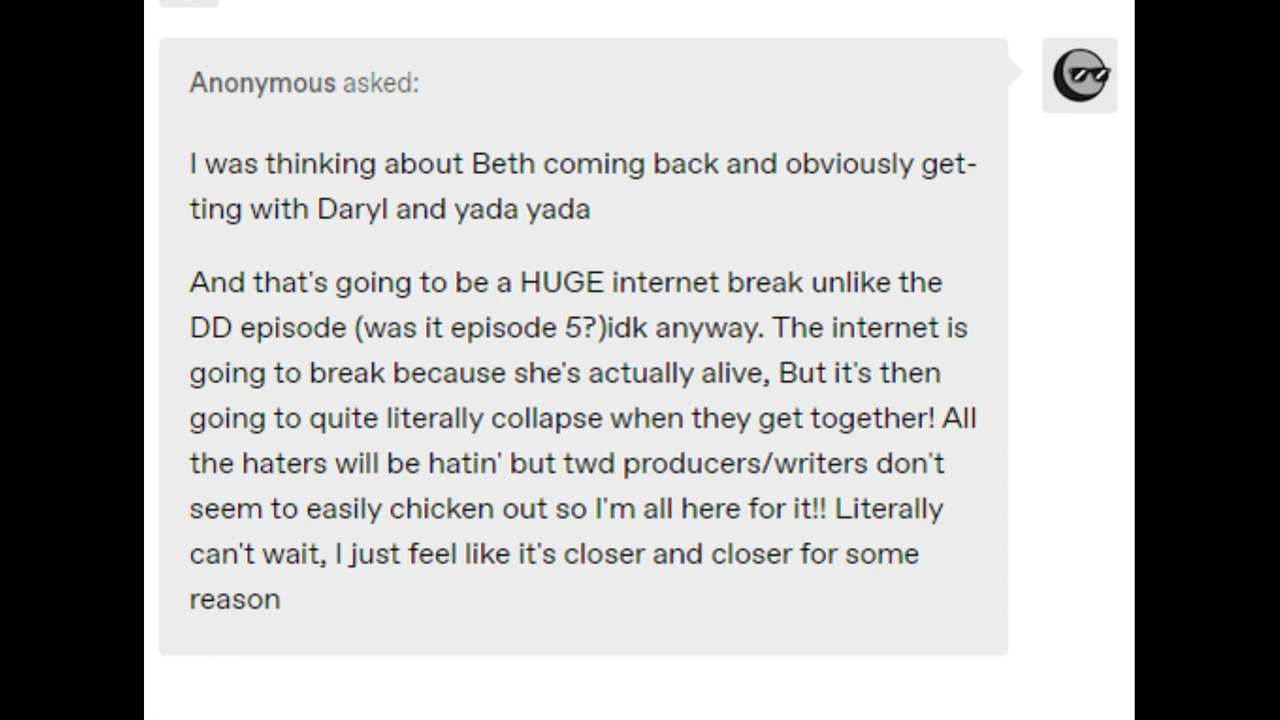 Anonymous asked:
I was thinking about Beth coming back and obviously get-
ting with Daryl and yada yada
And that's going to be a HUGE internet break unlike the
DD episode (was it episode 5?)idk anyway. The internet is
going to break because she's actually alive, But it's then
going to quite literally collapse when they get together! All
the haters will be hatin' but twd producers/writers don't
seem to easily chicken out so I'm all here for it!! Literally
can't wait, I just feel like it's closer and closer for some
reason